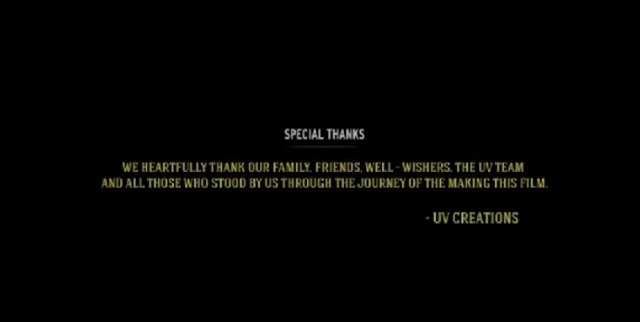 SPECIAL THANKS
WE HEARTFULLY THANK OUR FAMILY, FRIENDS, WELL - WISHERS, THE UV TEAM
AND ALL THOSE WHO STOOD BY US THROUGH THE JOURNEY OF THE MAKING THIS FILM.
- UV CREATIONS